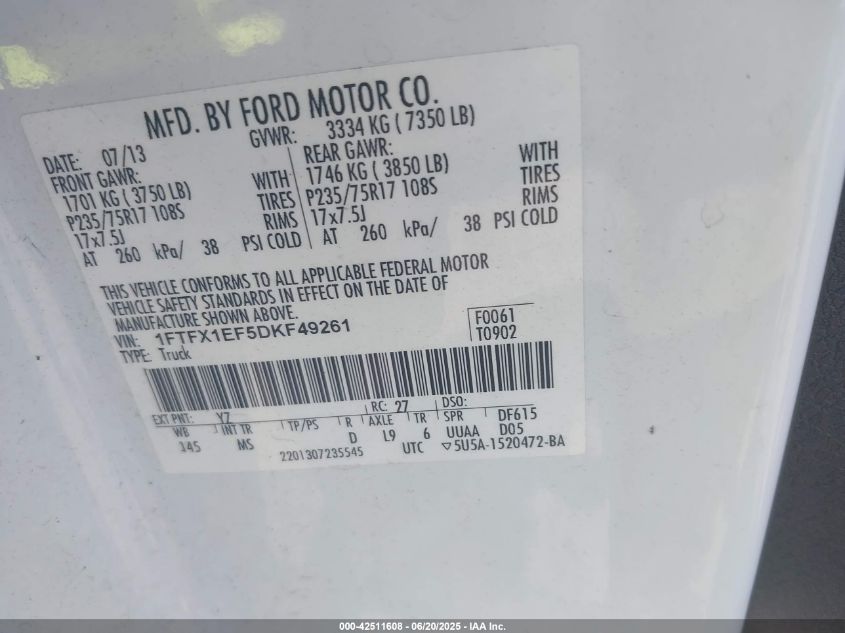 MFD. BY FORD MOTOR CO.
DATE: 07/13 GVWR: 3334 KG ( 7350 LB)
FRONT GAWR: REAR GAWR:
1701 KG ( 3750 LB) WITH 1746 KG ( 3850 LB) WITH
P235/75R17 108S TIRES P235/75R17 108S TIRES
17x7.5J RIMS 17x7.5J RIMS
AT 260 kPa/ 38 PSI COLD AT 260 kPa/ 38 PSI COLD
THIS VEHICLE CONFORMS TO ALL APPLICABLE FEDERAL MOTOR
VEHICLE SAFETY STANDARDS IN EFFECT ON THE DATE OF
MANUFACTURE SHOWN ABOVE.
VIN: 1FTFX1EF5DKF49261 F0061
TYPE: Truck T0902
EXT PNT: YZ RC: 27 DSO:
WB INT TR TP/PS R AXLE TR SPR DF615
145 MS D L9 6 UUAA D05
2201307235545 UTC ▽5U5A-1520472-BA
000-42511608 - 06/20/2025 - IAA Inc.